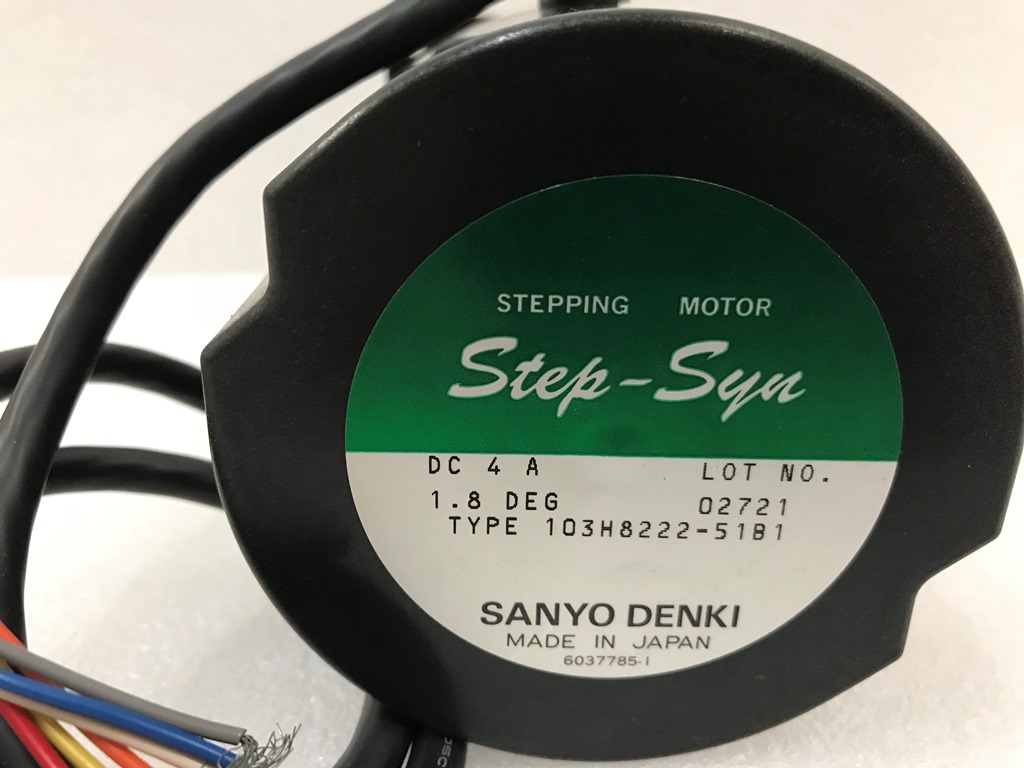 STEPPING MOTOR
Step-Syn
DC 4 A LOT NO.
1.8 DEG 02721
TYPE 103H8222-51B1
SANYO DENKI
MADE IN JAPAN
6037785-1